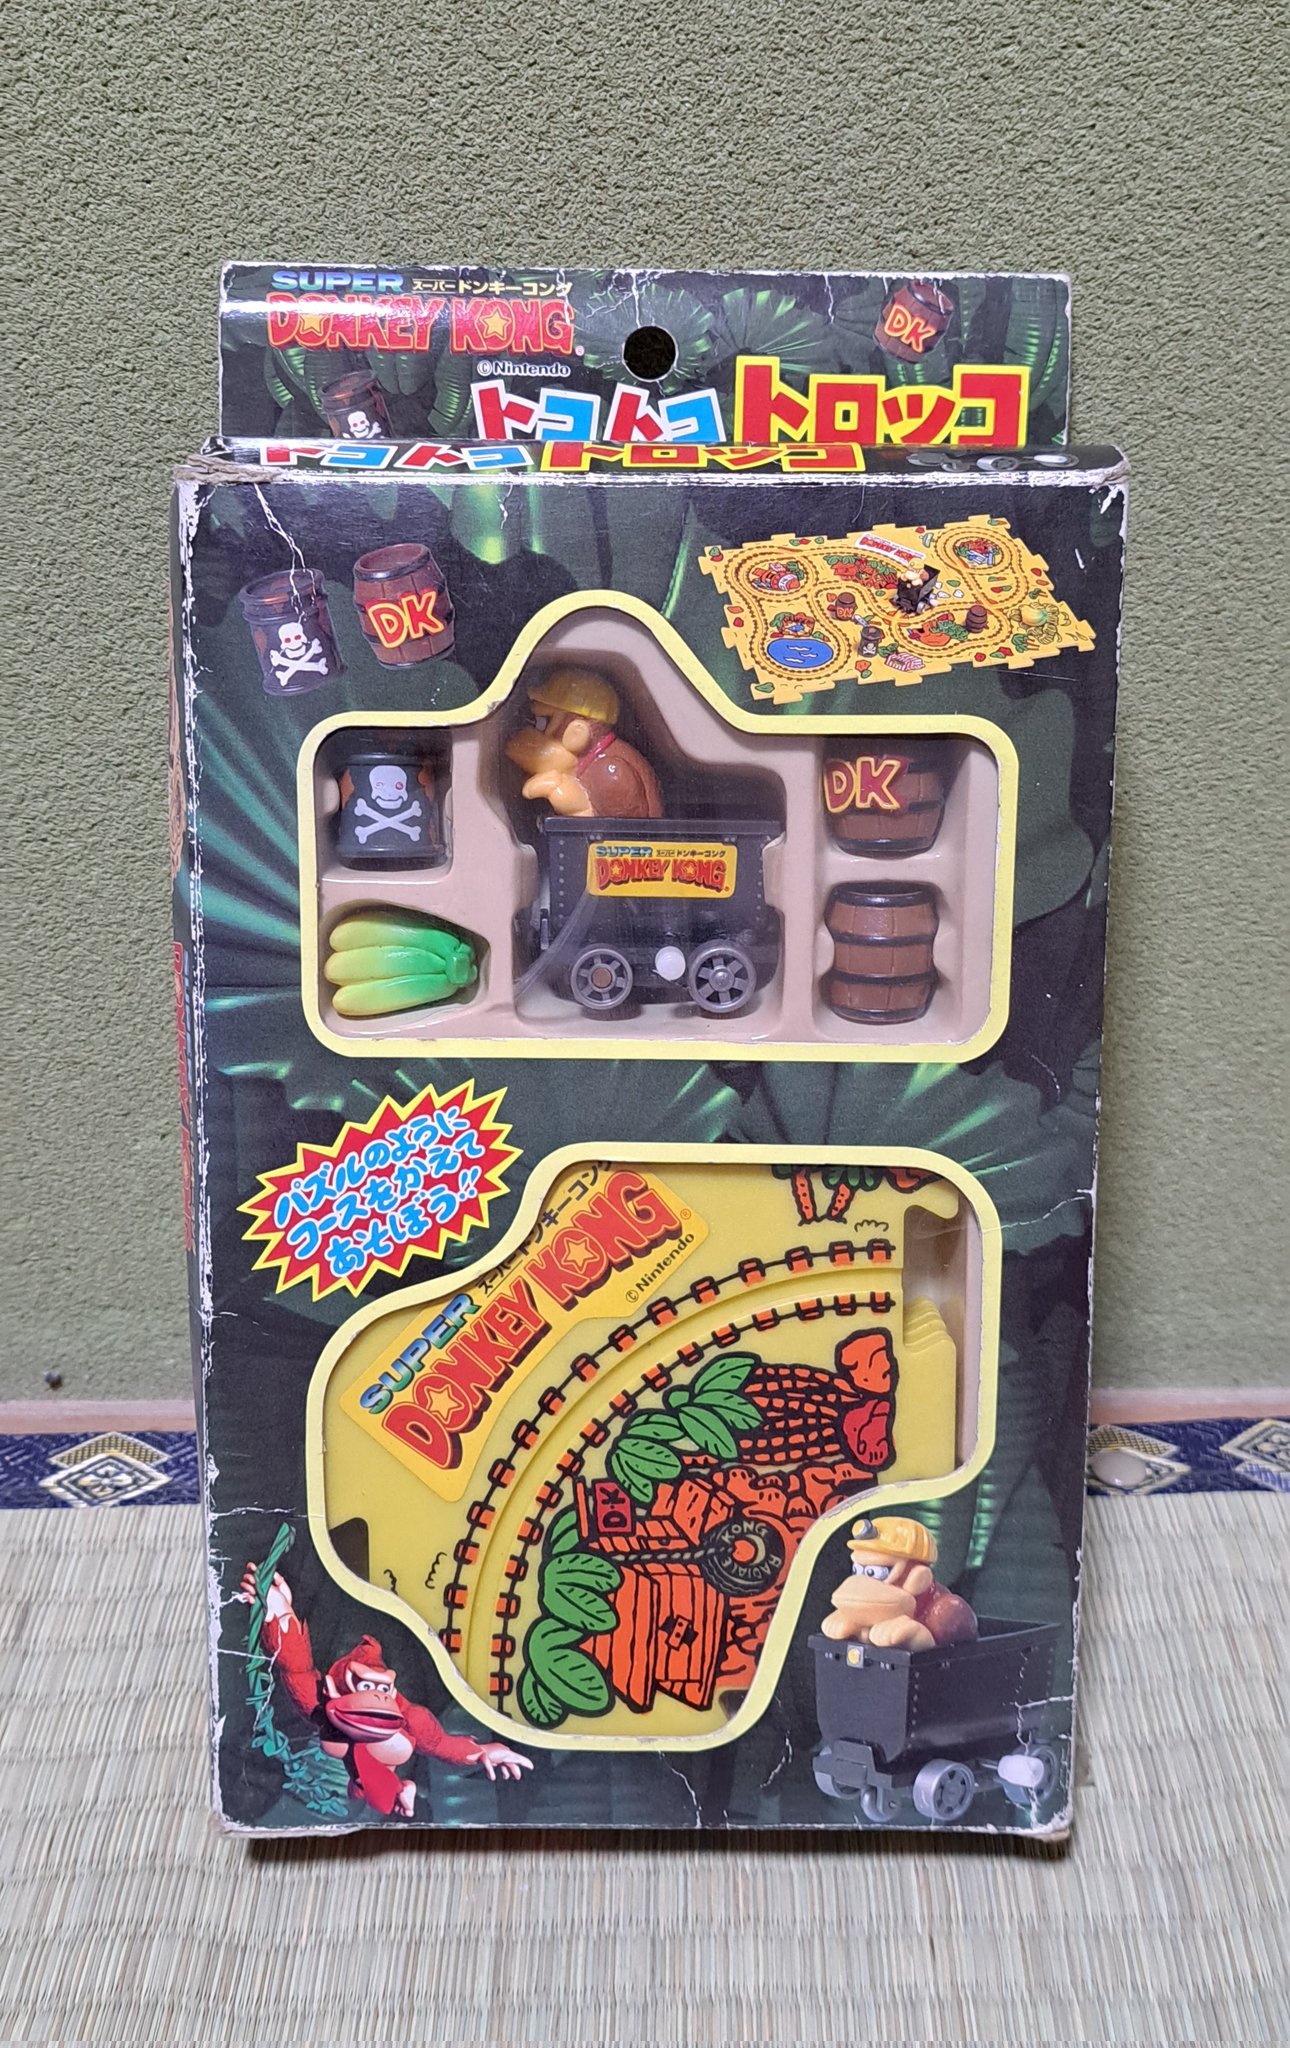 SUPER スーパードンキーコング
DONKEY KONG®
©Nintendo
DK
トコトコトロッコ
トコトコトロッコ
DK
DONKEY KONG
DK
DK
SUPER スーパードンキーコング
DONKEY KONG®
パズルのように
コースをかえて
あそぼう!!
スーパードンキーコング
SUPER
DONKEY KONG®
©Nintendo
D·K
KONG
RADIALE